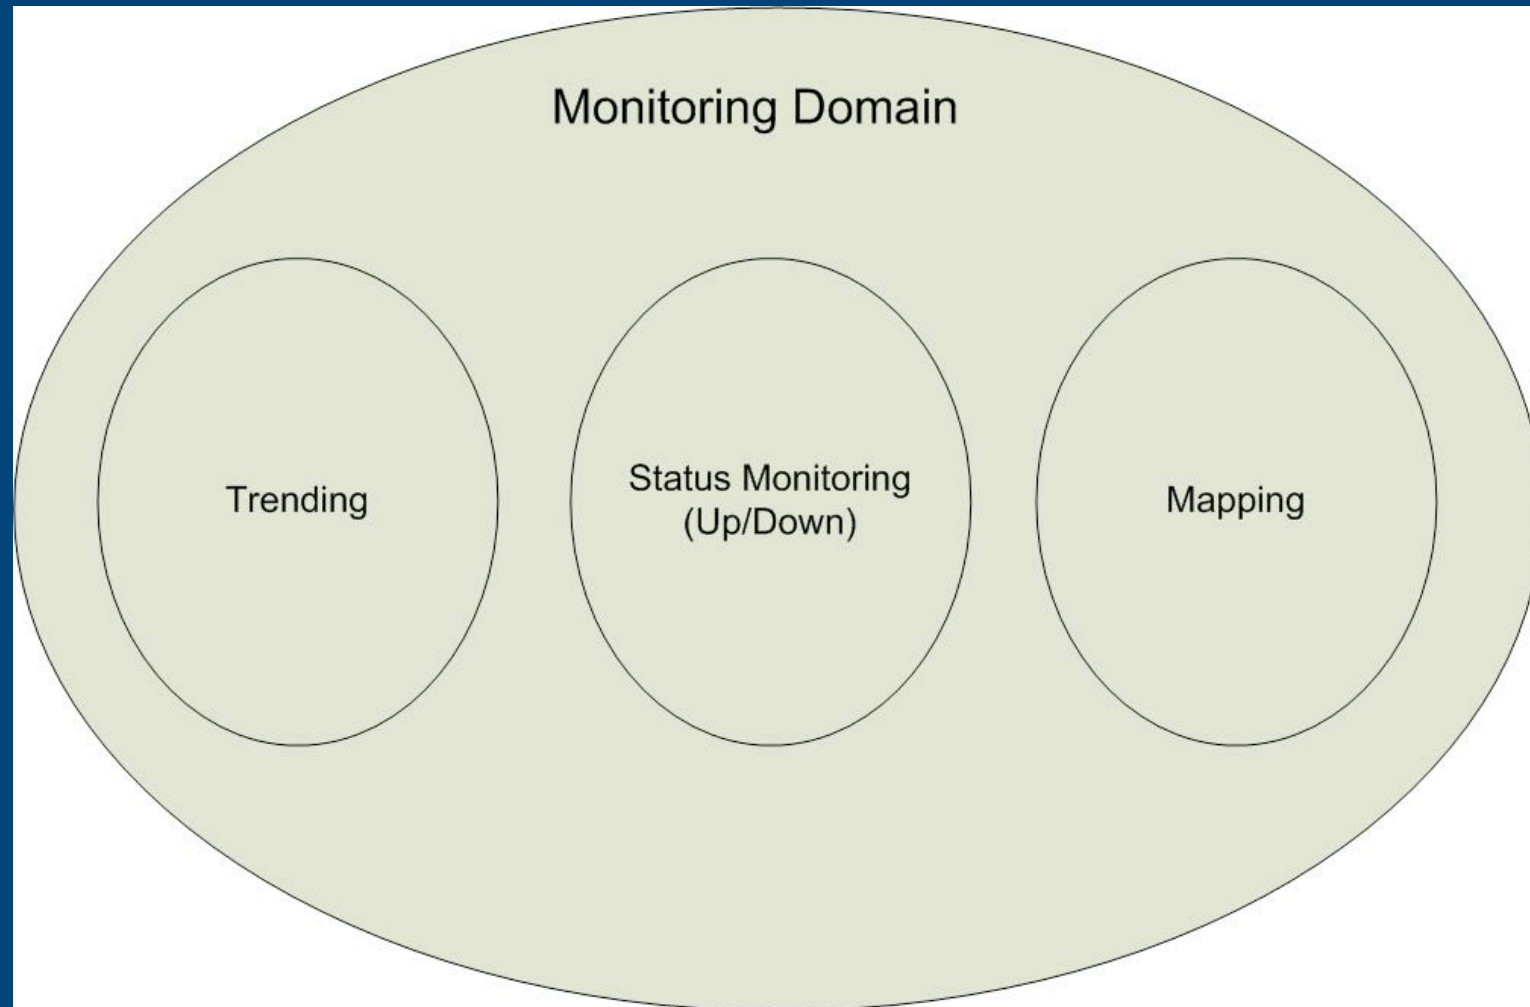 Monitoring Domain
Trending
Status Monitoring
(Up/Down)
Mapping